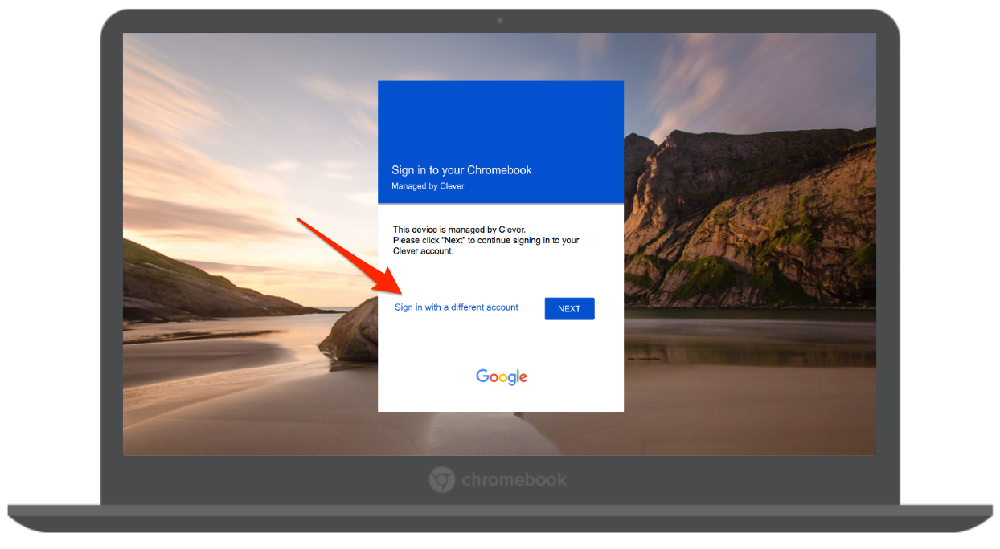 Sign in to your Chromebook
Managed by Clever
This device is managed by Clever.
Please click “Next” to continue signing in to your
Clever account.
Sign in with a different account
NEXT
Google
chromebook